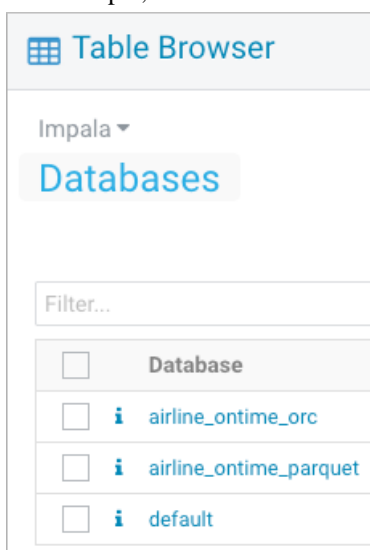 Table Browser
Impala
Databases
Filter...
Database
i airline_ontime_orc
i airline_ontime_parquet
i default